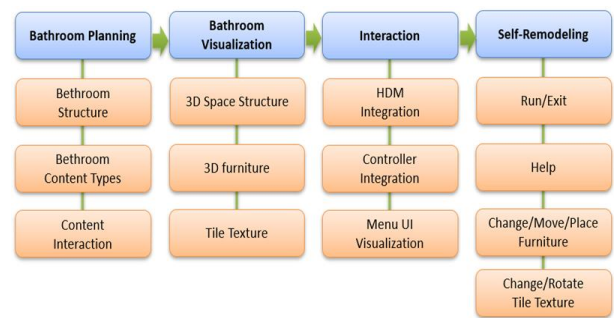 Bathroom Planning
Bethroom
Structure
Bethroom
Content Types
Content
Interaction
Bathroom
Visualization
3D Space Structure
3D furniture
Tile Texture
Interaction
HDM
Integration
Controller
Integration
Menu UI
Visualization
Self-Remodeling
Run/Exit
Help
Change/Move/Place
Furniture
Change/Rotate
Tile Texture